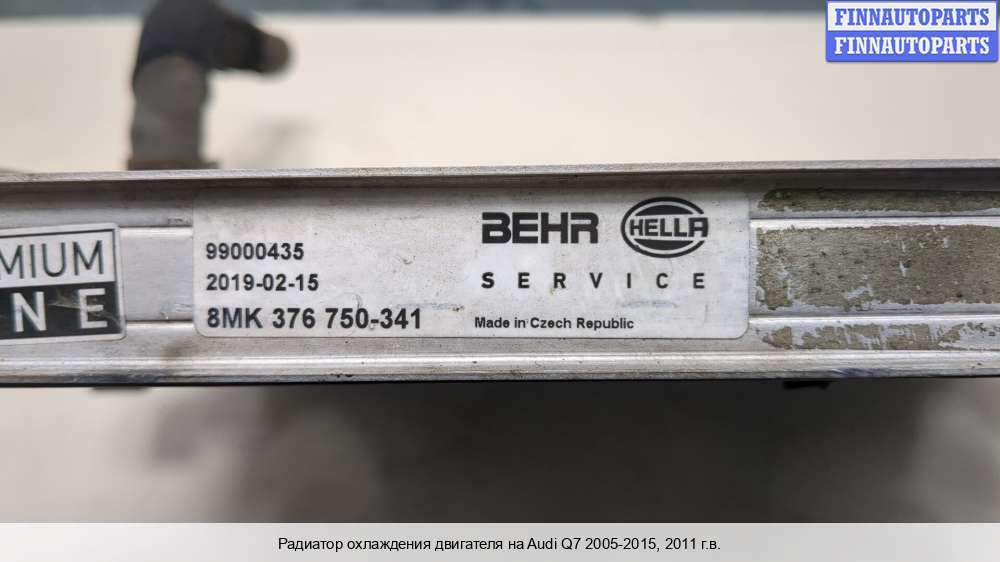 FINNAUTOPARTS
FINNAUTOPARTS
BEHR HELLA
SERVICE
99000435
2019-02-15
8MK 376 750-341
Made in Czech Republic
Радиатор охлаждения двигателя на Audi Q7 2005-2015, 2011 г.в.